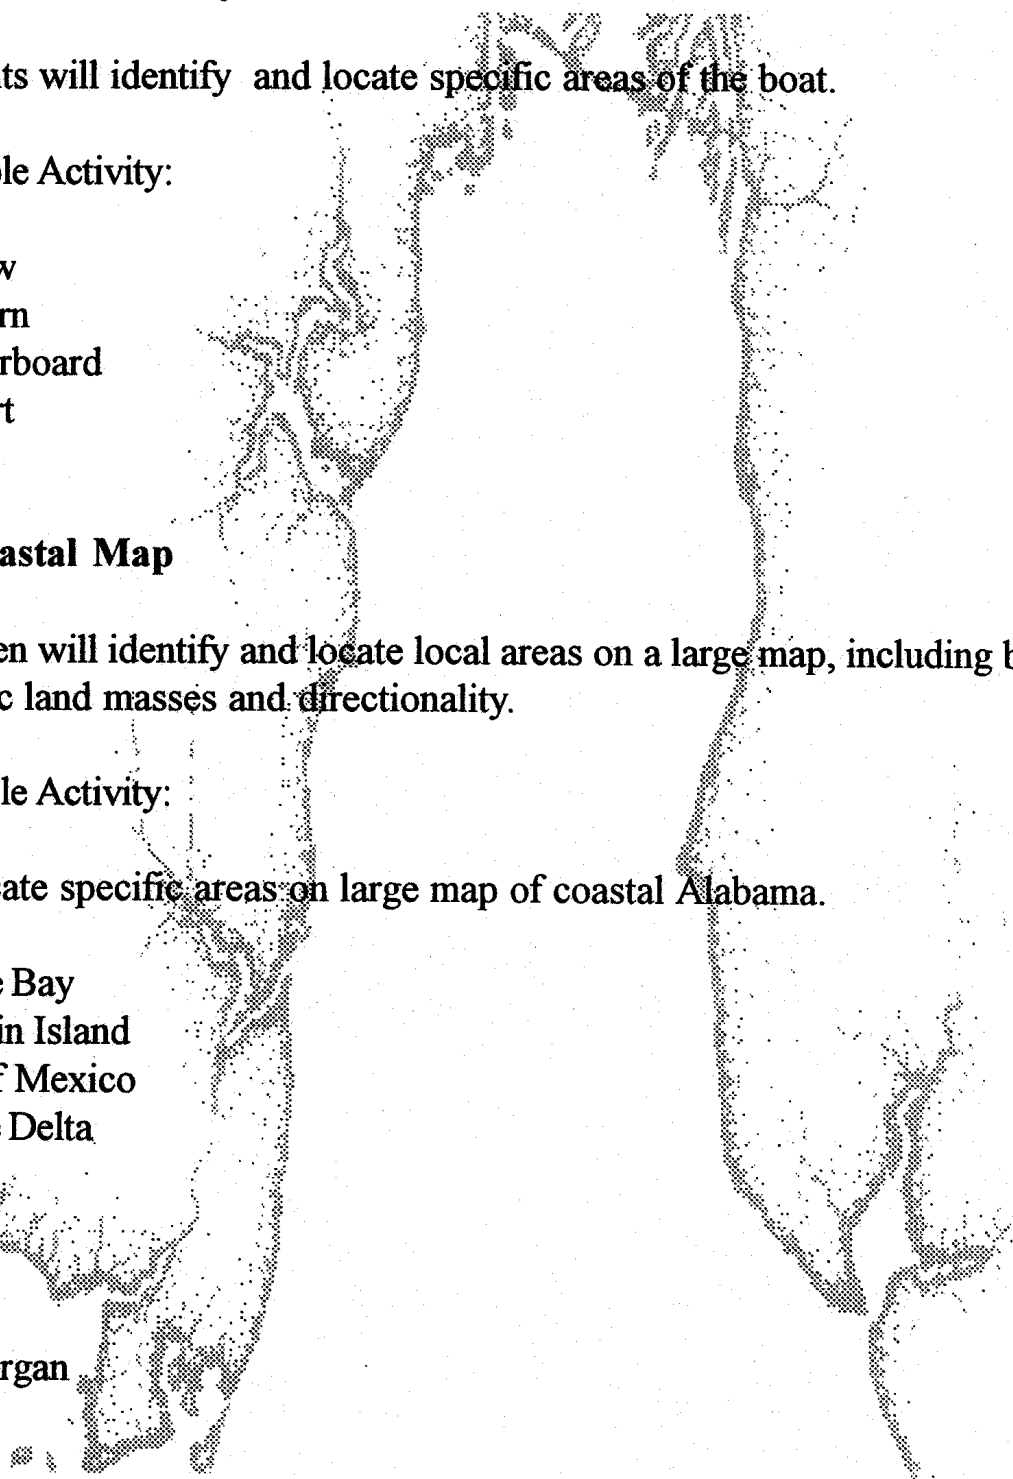 ts will identify and locate specific areas of the boat.
le Activity:
w
rn
rboard
rt
astal Map
en will identify and locate local areas on a large map, including b
c land masses and directionality.
le Activity:
ate specific areas on large map of coastal Alabama.
e Bay
in Island
f Mexico
e Delta
rgan